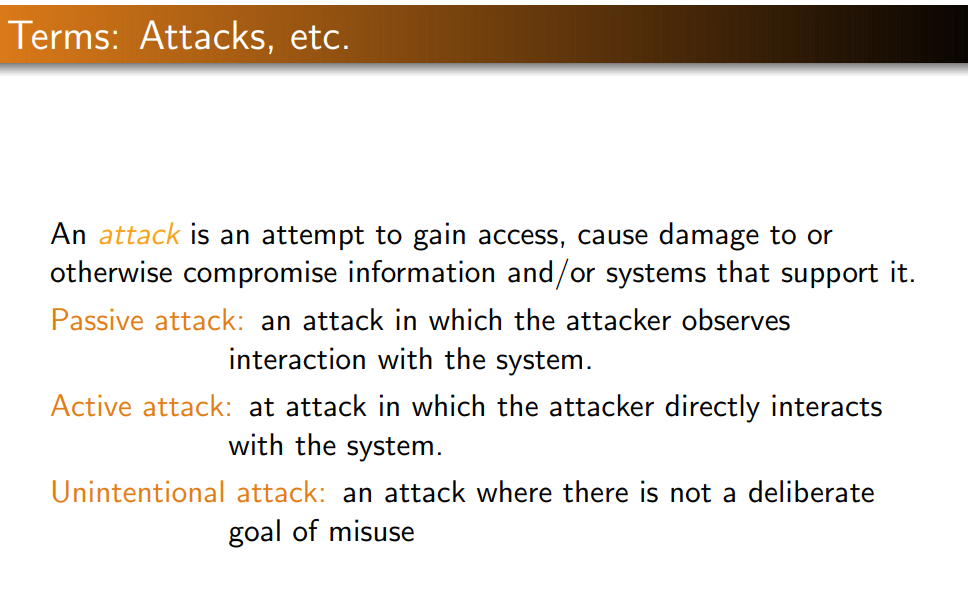 Terms: Attacks, etc.
An attack is an attempt to gain access, cause damage to or
otherwise compromise information and/or systems that support it.
Passive attack: an attack in which the attacker observes
interaction with the system.
Active attack: at attack in which the attacker directly interacts
with the system.
Unintentional attack: an attack where there is not a deliberate
goal of misuse